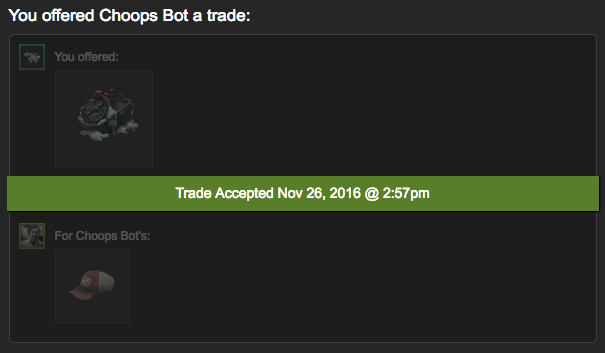 You offered Choops Bot a trade:
You offered:
Trade Accepted Nov 26, 2016 @ 2:57pm
For Choops Bot's: